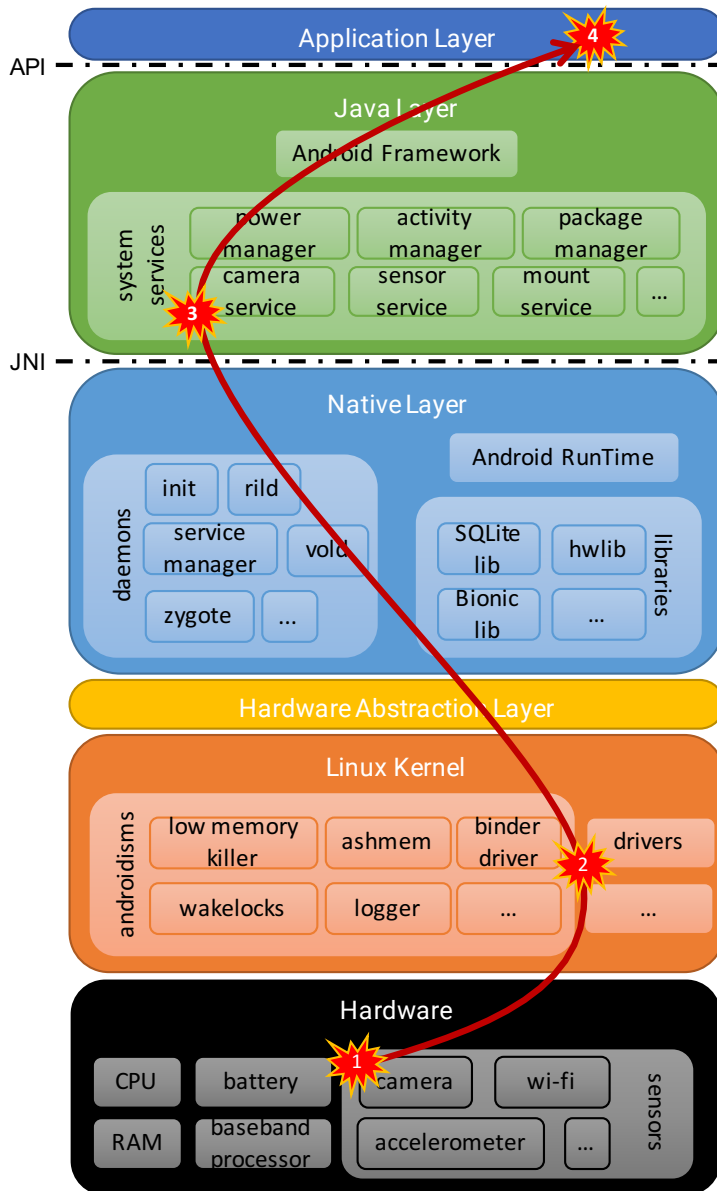 Application Layer
4
API
Java Layer
Android Framework
system
services
power
manager
activity
manager
package
manager
camera
service
sensor
service
mount
service
...
3
JNI
Native Layer
Android RunTime
daemons
init
rild
service
manager
vold
zygote
...
SQLite
lib
hwlib
Bionic
lib
...
libraries
Hardware Abstraction Layer
Linux Kernel
androidisms
low memory
killer
ashmem
binder
driver
drivers
2
wakelocks
logger
...
...
Hardware
1
CPU
battery
camera
wi-fi
sensors
RAM
baseband
processor
accelerometer
...